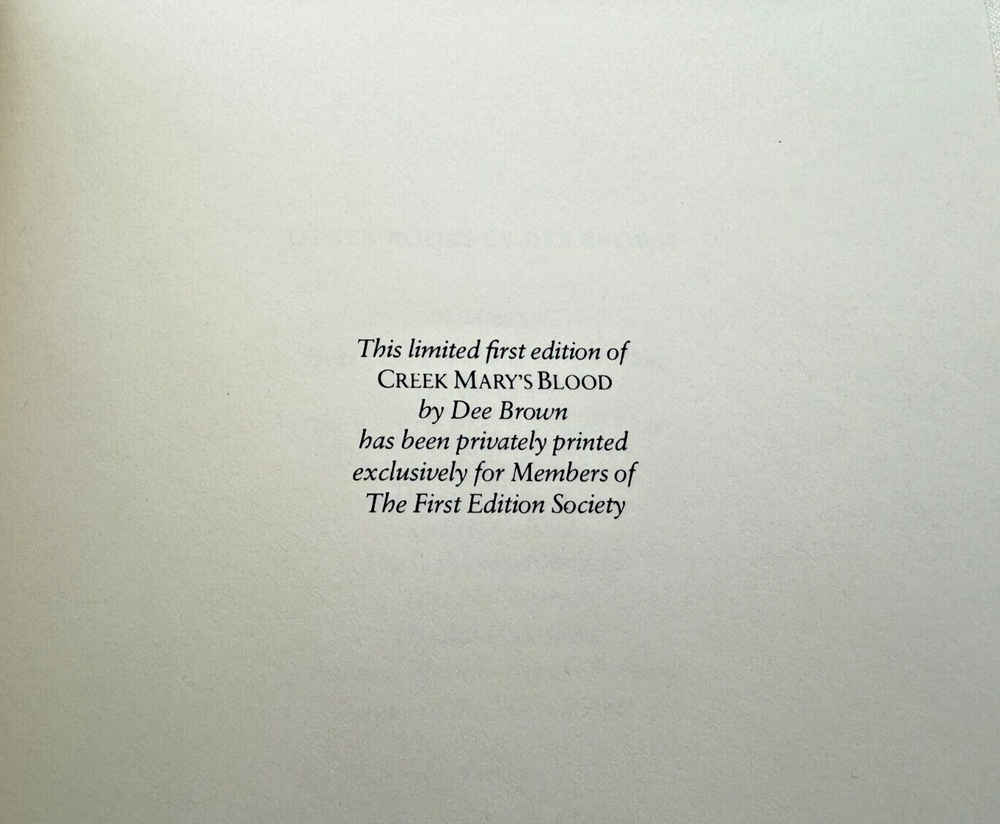 This limited first edition of
CREEK MARY'S BLOOD
by Dee Brown
has been privately printed
exclusively for Members of
The First Edition Society